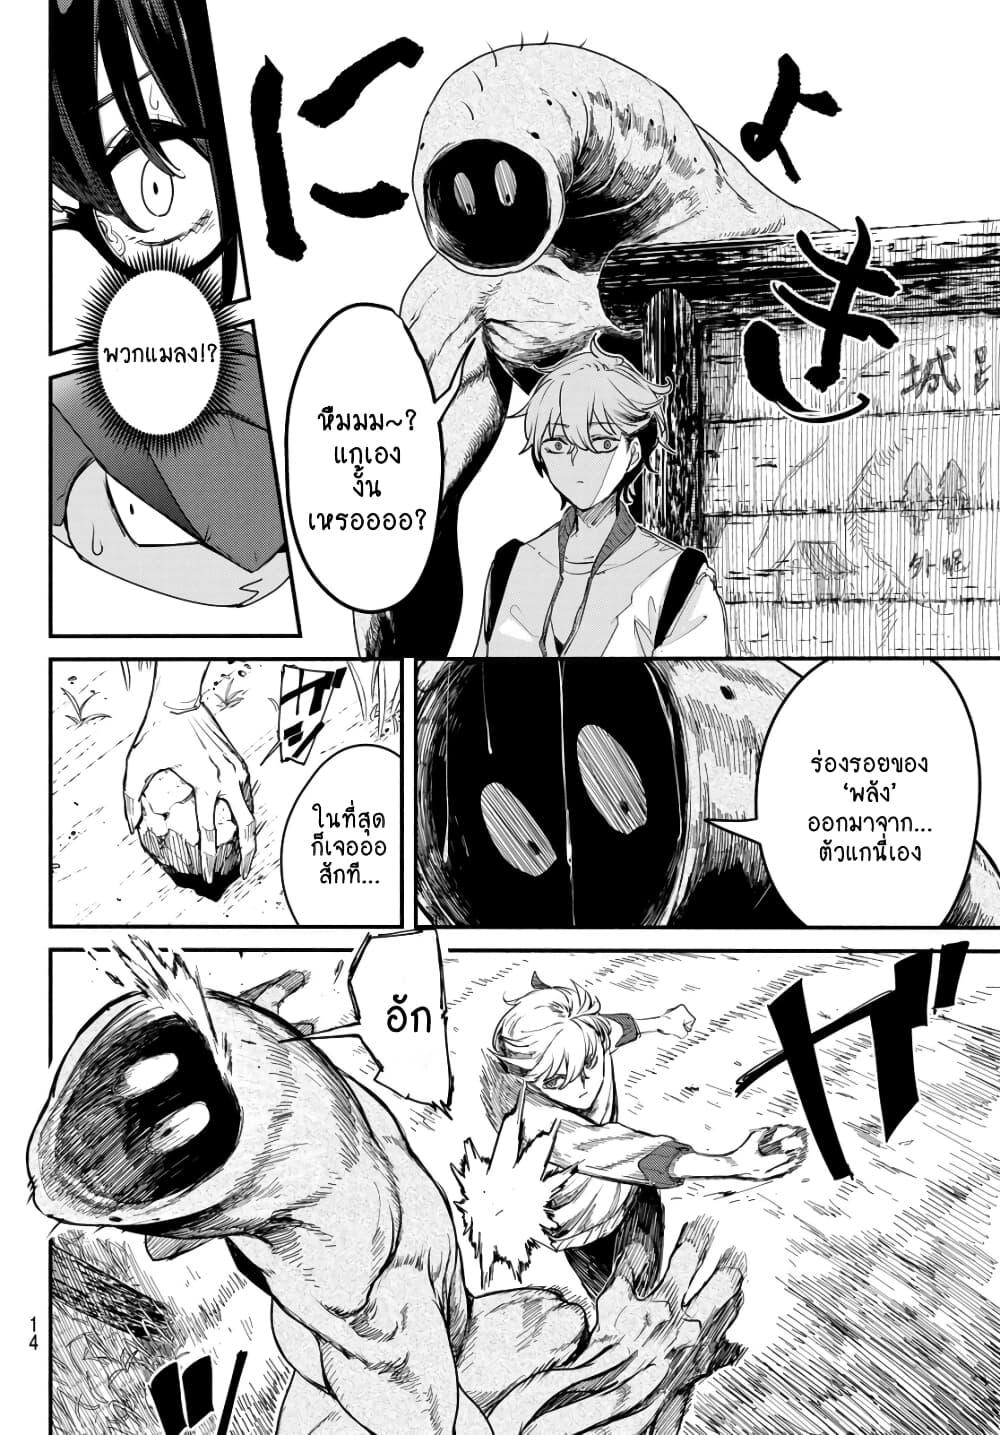 にょき
พวกแมลง!?
หืมมม~?
แกเอง
งั้น
เหรออออ?
城
外堀
ร่องรอยของ
'พลัง'
ออกมาจาก...
ตัวแกนี่เอง
ガッ
ในที่สุด
ก็เจอออ
สักที...
อัก
ガッ
14